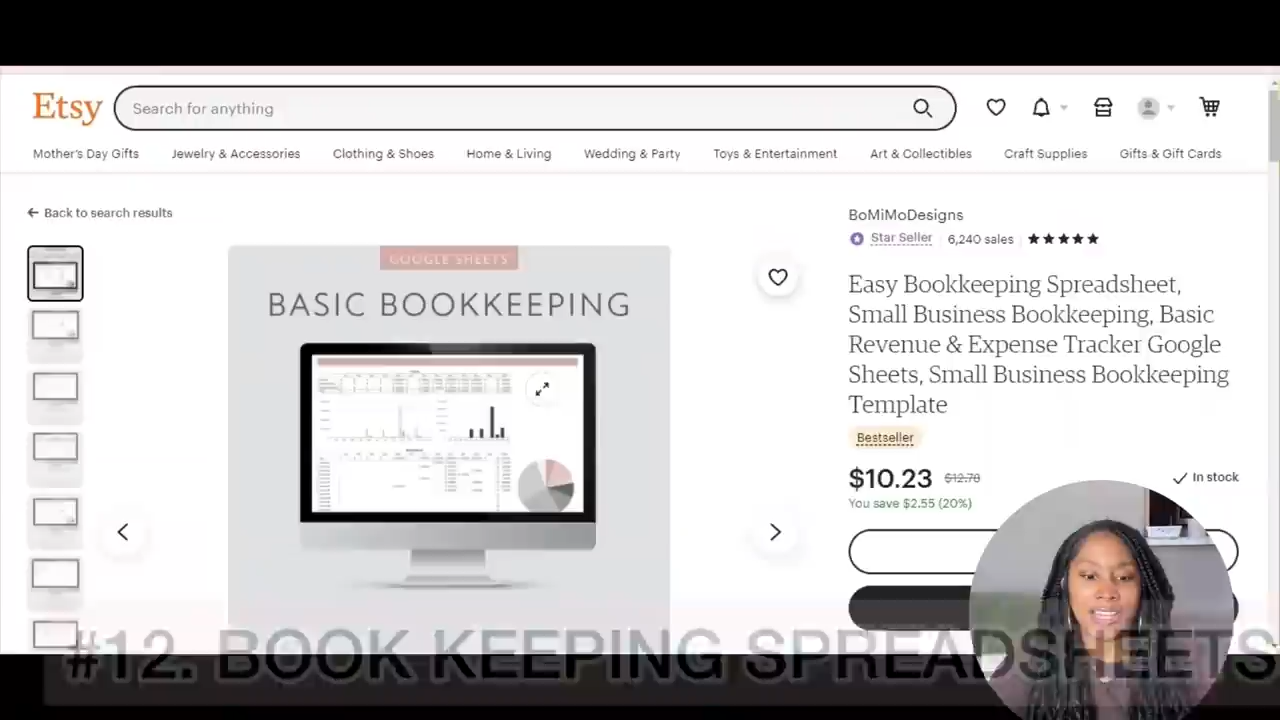 Etsy
Search for anything
Mother's Day Gifts Jewelry & Accessories Clothing & Shoes Home & Living Wedding & Party Toys & Entertainment Art & Collectibles Craft Supplies Gifts & Gift Cards
Back to search results
BoMiMoDesigns
Star Seller 6,240 sales
GOOGLE SHEETS
BASIC BOOKKEEPING
Easy Bookkeeping Spreadsheet,
Small Business Bookkeeping, Basic
Revenue & Expense Tracker Google
Sheets, Small Business Bookkeeping
Template
Bestseller
$10.23 $12.78 In stock
You save $2.55 (20%)
#12. BOOK KEEPING SPREADSHEETS